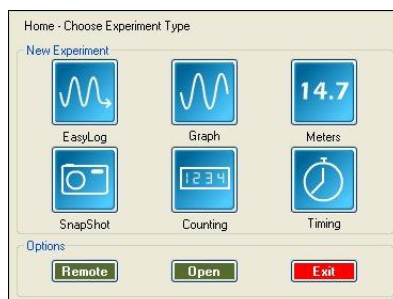 Home - Choose Experiment Type
New Experiment
14.7
EasyLog Graph Meters
1234
SnapShot Counting Timing
Options
Remote Open Exit